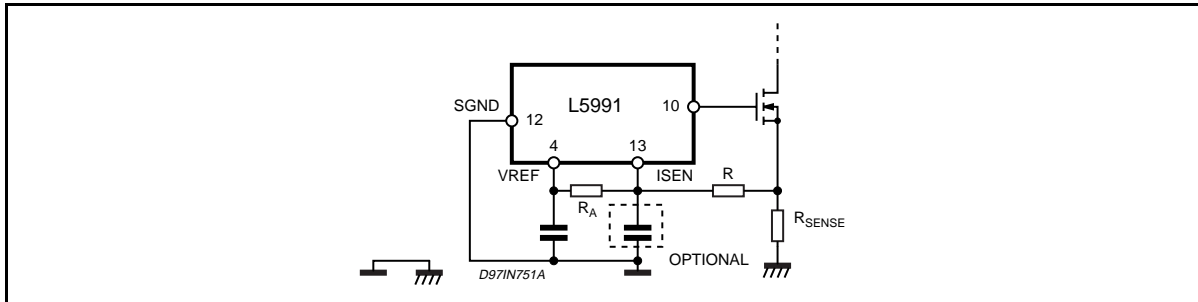 L5991
SGND
10
12
4
13
VREF
ISEN
R
RA
RSENSE
OPTIONAL
D97IN751A